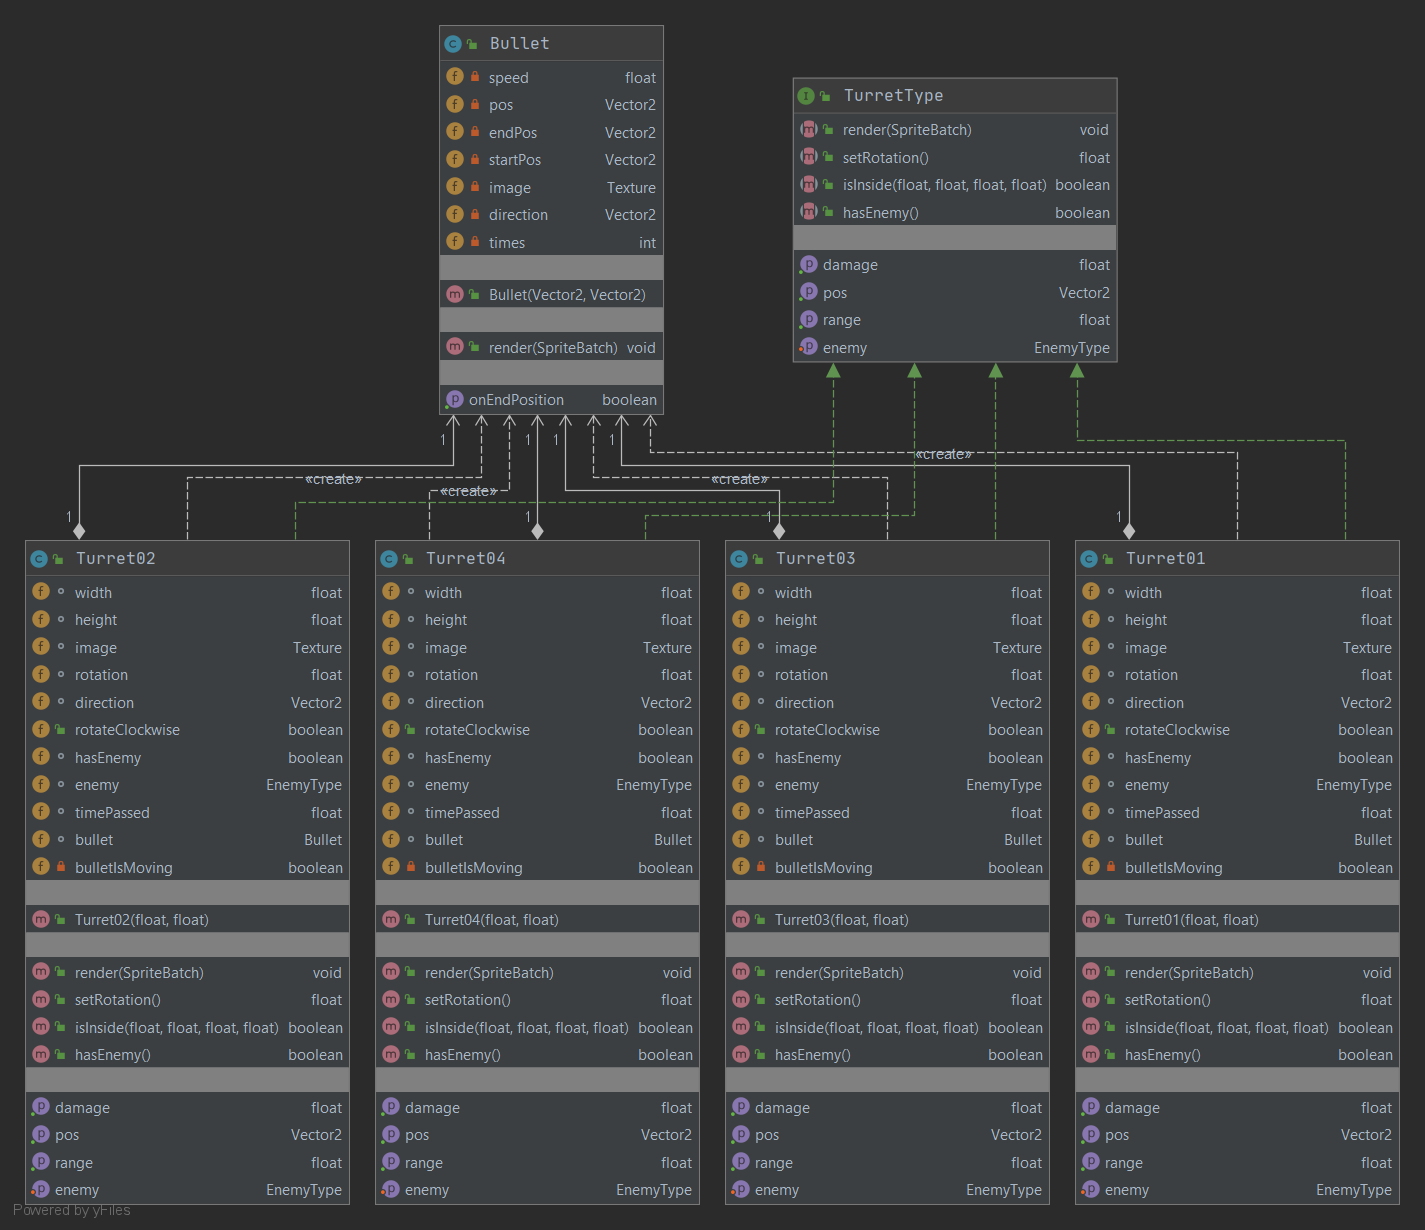 Bullet
speed float
pos Vector2
endPos Vector2
startPos Vector2
image Texture
direction Vector2
times int
Bullet(Vector2, Vector2)
render(SpriteBatch) void
onEndPosition boolean
TurretType
render(SpriteBatch) void
setRotation() float
isInside(float, float, float, float) boolean
hasEnemy() boolean
damage float
pos Vector2
range float
enemy EnemyType
1 1 1 1
«create»
«create» «create»
«create»
1 1 1 1
Turret02
width float
height float
image Texture
rotation float
direction Vector2
rotateClockwise boolean
hasEnemy boolean
enemy EnemyType
timePassed float
bullet Bullet
bulletIsMoving boolean
Turret02(float, float)
render(SpriteBatch) void
setRotation() float
isInside(float, float, float, float) boolean
hasEnemy() boolean
damage float
pos Vector2
range float
enemy EnemyType
Turret04
width float
height float
image Texture
rotation float
direction Vector2
rotateClockwise boolean
hasEnemy boolean
enemy EnemyType
timePassed float
bullet Bullet
bulletIsMoving boolean
Turret04(float, float)
render(SpriteBatch) void
setRotation() float
isInside(float, float, float, float) boolean
hasEnemy() boolean
damage float
pos Vector2
range float
enemy EnemyType
Turret03
width float
height float
image Texture
rotation float
direction Vector2
rotateClockwise boolean
hasEnemy boolean
enemy EnemyType
timePassed float
bullet Bullet
bulletIsMoving boolean
Turret03(float, float)
render(SpriteBatch) void
setRotation() float
isInside(float, float, float, float) boolean
hasEnemy() boolean
damage float
pos Vector2
range float
enemy EnemyType
Turret01
width float
height float
image Texture
rotation float
direction Vector2
rotateClockwise boolean
hasEnemy boolean
enemy EnemyType
timePassed float
bullet Bullet
bulletIsMoving boolean
Turret01(float, float)
render(SpriteBatch) void
setRotation() float
isInside(float, float, float, float) boolean
hasEnemy() boolean
damage float
pos Vector2
range float
enemy EnemyType
Powered by yFiles